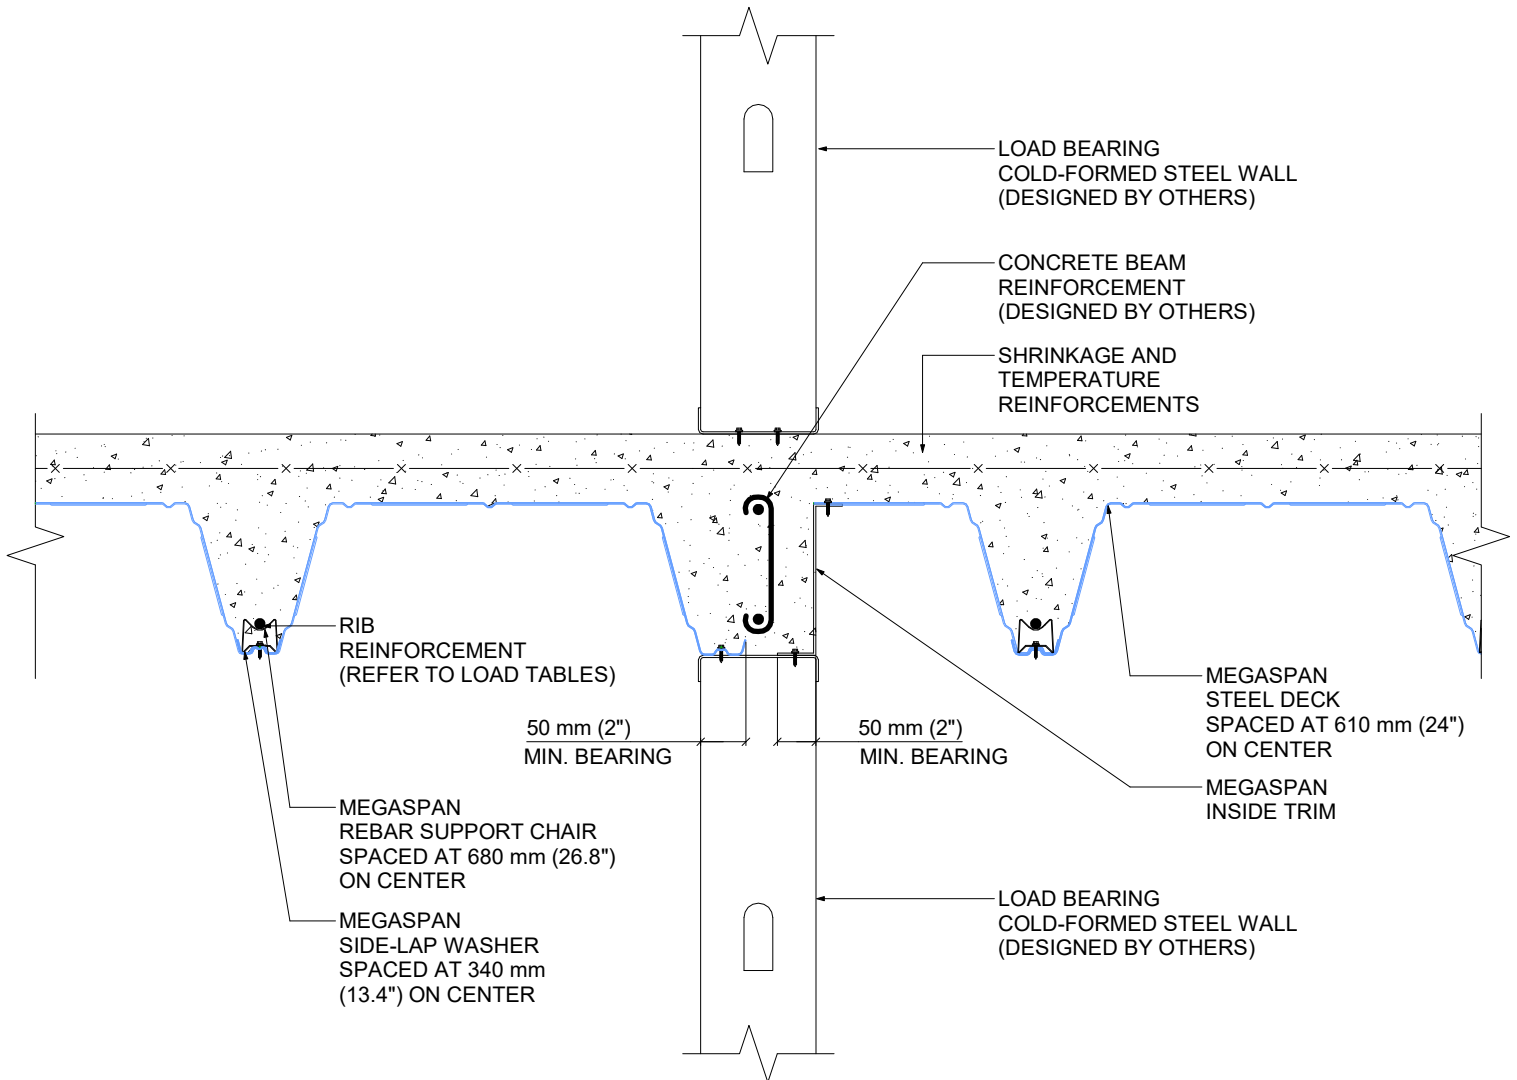 LOAD BEARING
COLD-FORMED STEEL WALL
(DESIGNED BY OTHERS)
CONCRETE BEAM
REINFORCEMENT
(DESIGNED BY OTHERS)
SHRINKAGE AND
TEMPERATURE
REINFORCEMENTS
RIB
REINFORCEMENT
(REFER TO LOAD TABLES)
50 mm (2")
MIN. BEARING
50 mm (2")
MIN. BEARING
MEGASPAN
STEEL DECK
SPACED AT 610 mm (24")
ON CENTER
MEGASPAN
INSIDE TRIM
MEGASPAN
REBAR SUPPORT CHAIR
SPACED AT 680 mm (26.8")
ON CENTER
MEGASPAN
SIDE-LAP WASHER
SPACED AT 340 mm
(13.4") ON CENTER
LOAD BEARING
COLD-FORMED STEEL WALL
(DESIGNED BY OTHERS)